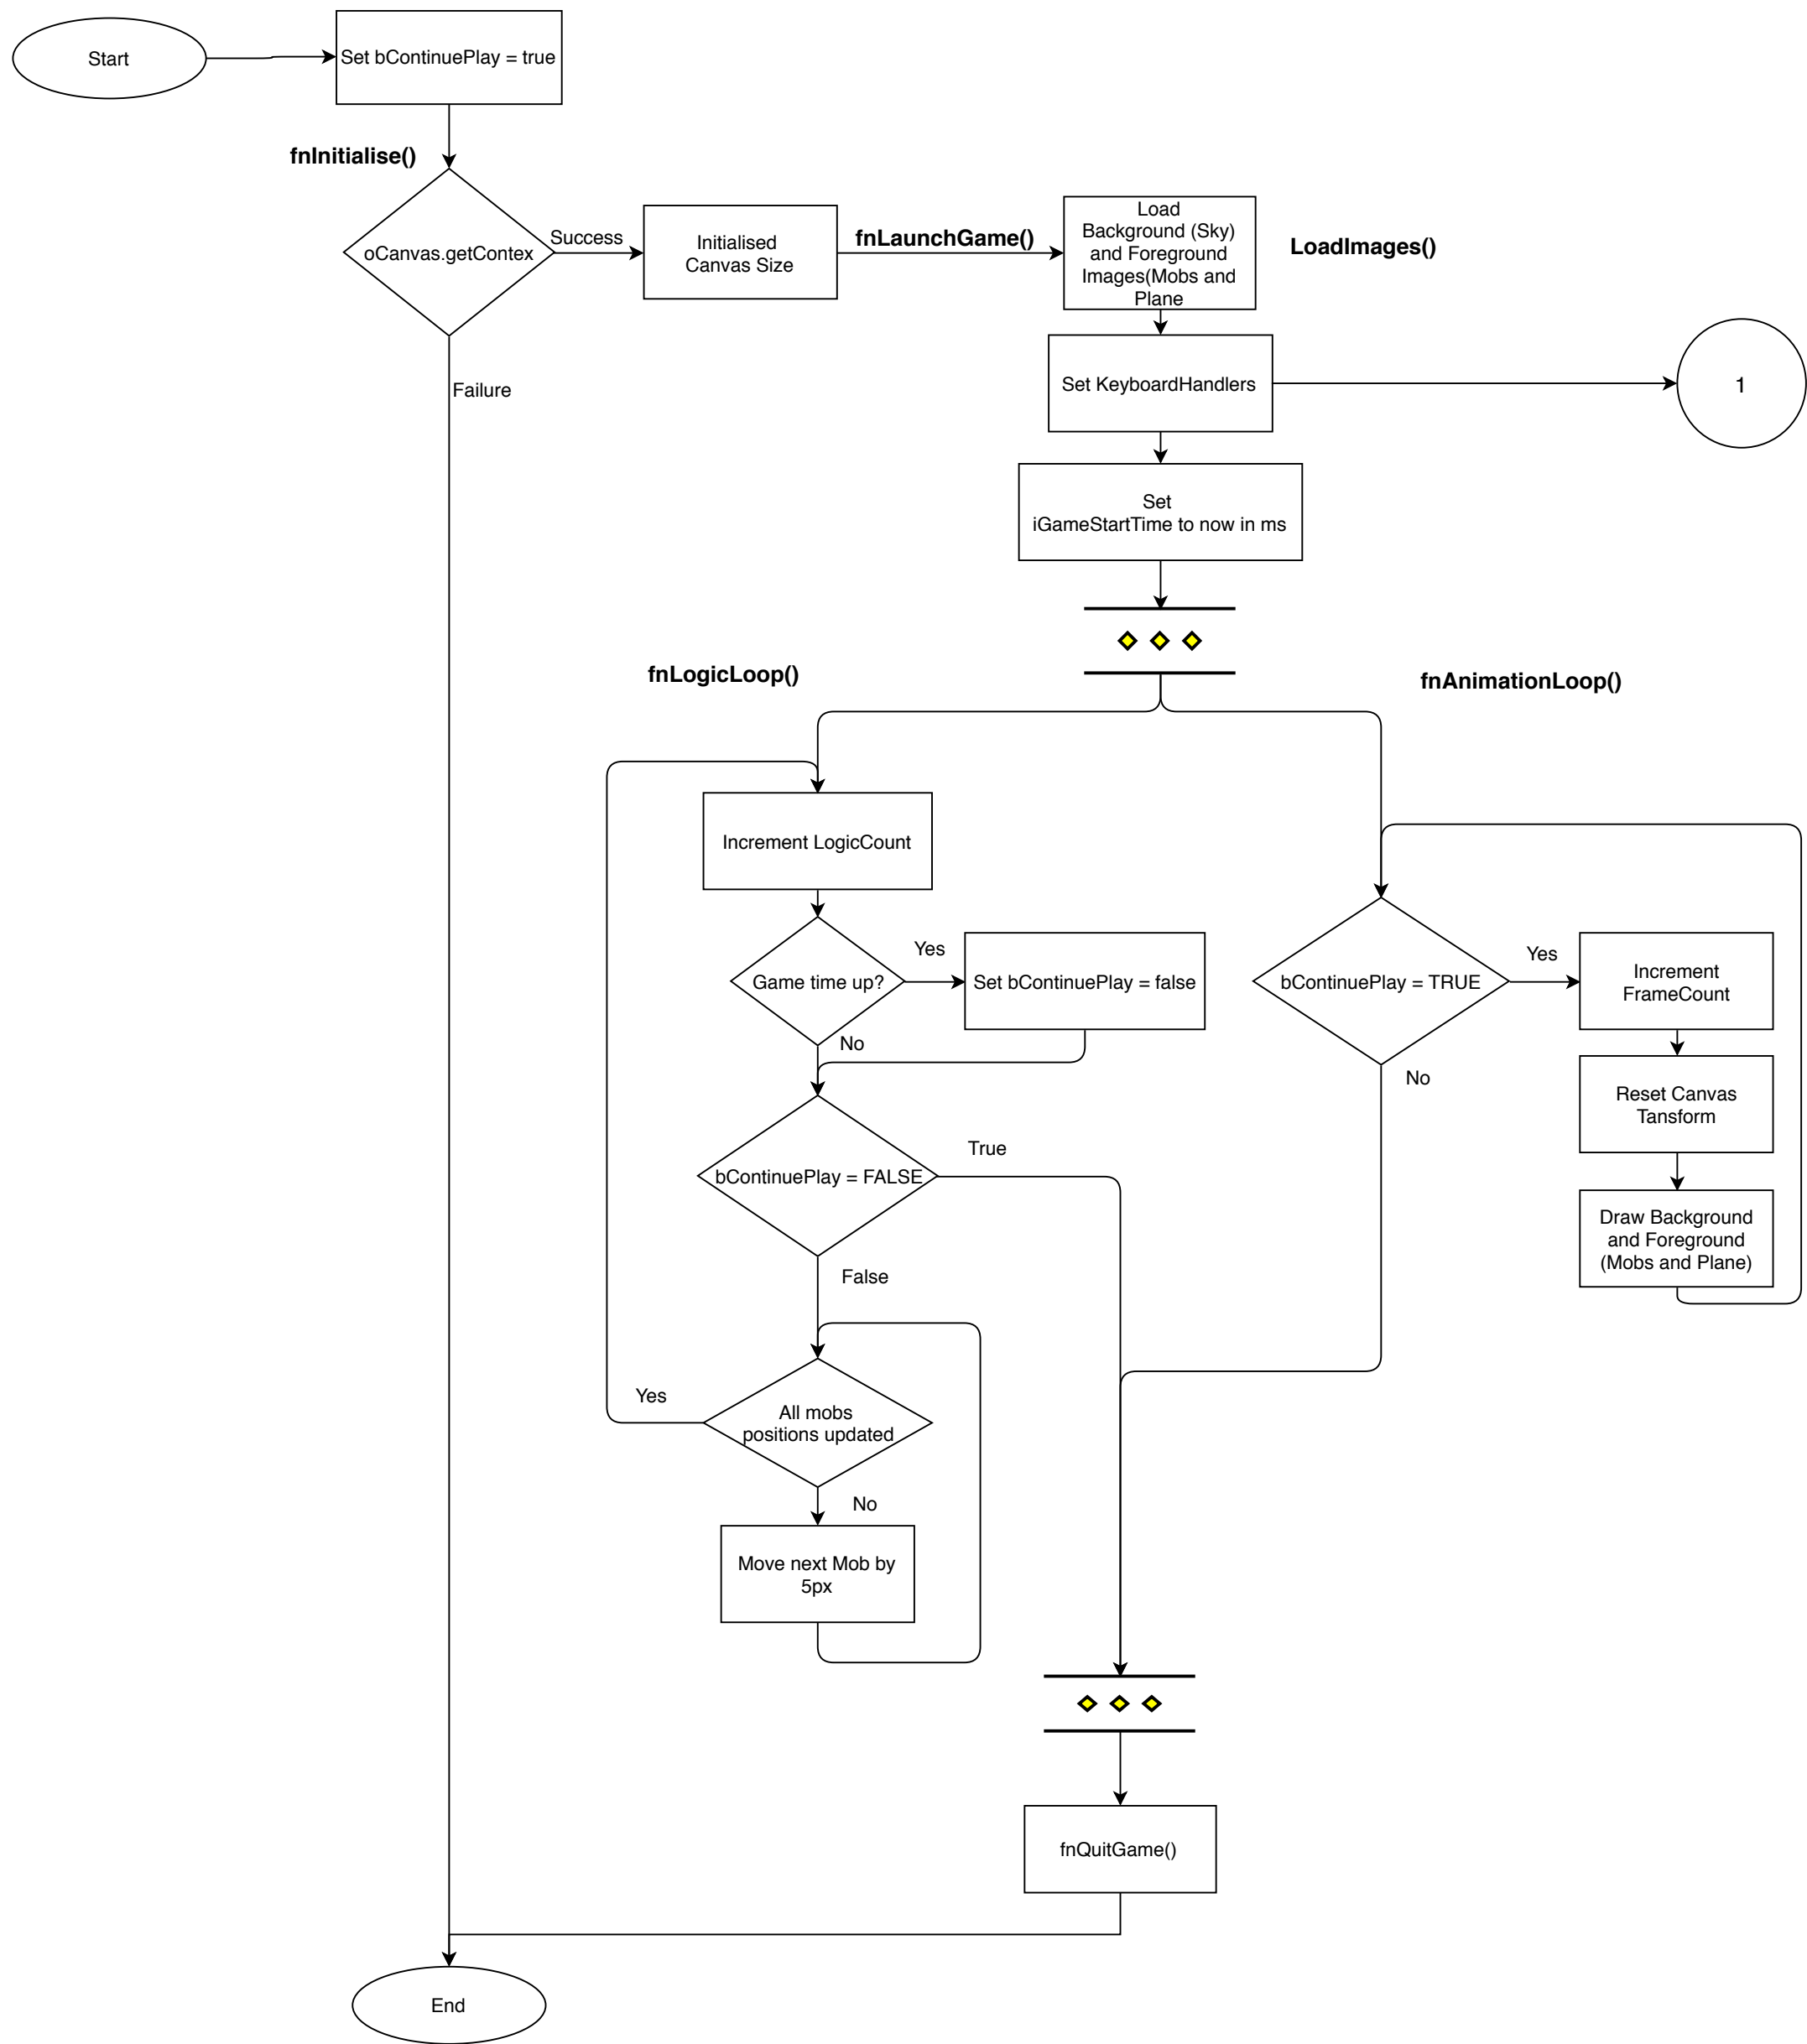 Start
Set bContinuePlay = true
fnInitialise()
oCanvas.getContex
Success
Initialised
Canvas Size
fnLaunchGame()
Load
Background (Sky)
and Foreground
Images(Mobs and
Plane
LoadImages()
Failure
Set KeyboardHandlers
1
Set
iGameStartTime to now in ms
fnLogicLoop()
fnAnimationLoop()
Increment LogicCount
Game time up?
Yes
Set bContinuePlay = false
No
bContinuePlay = TRUE
Yes
Increment
FrameCount
No
Reset Canvas
Tansform
Draw Background
and Foreground
(Mobs and Plane)
bContinuePlay = FALSE
True
False
All mobs
positions updated
Yes
No
Move next Mob by
5px
fnQuitGame()
End